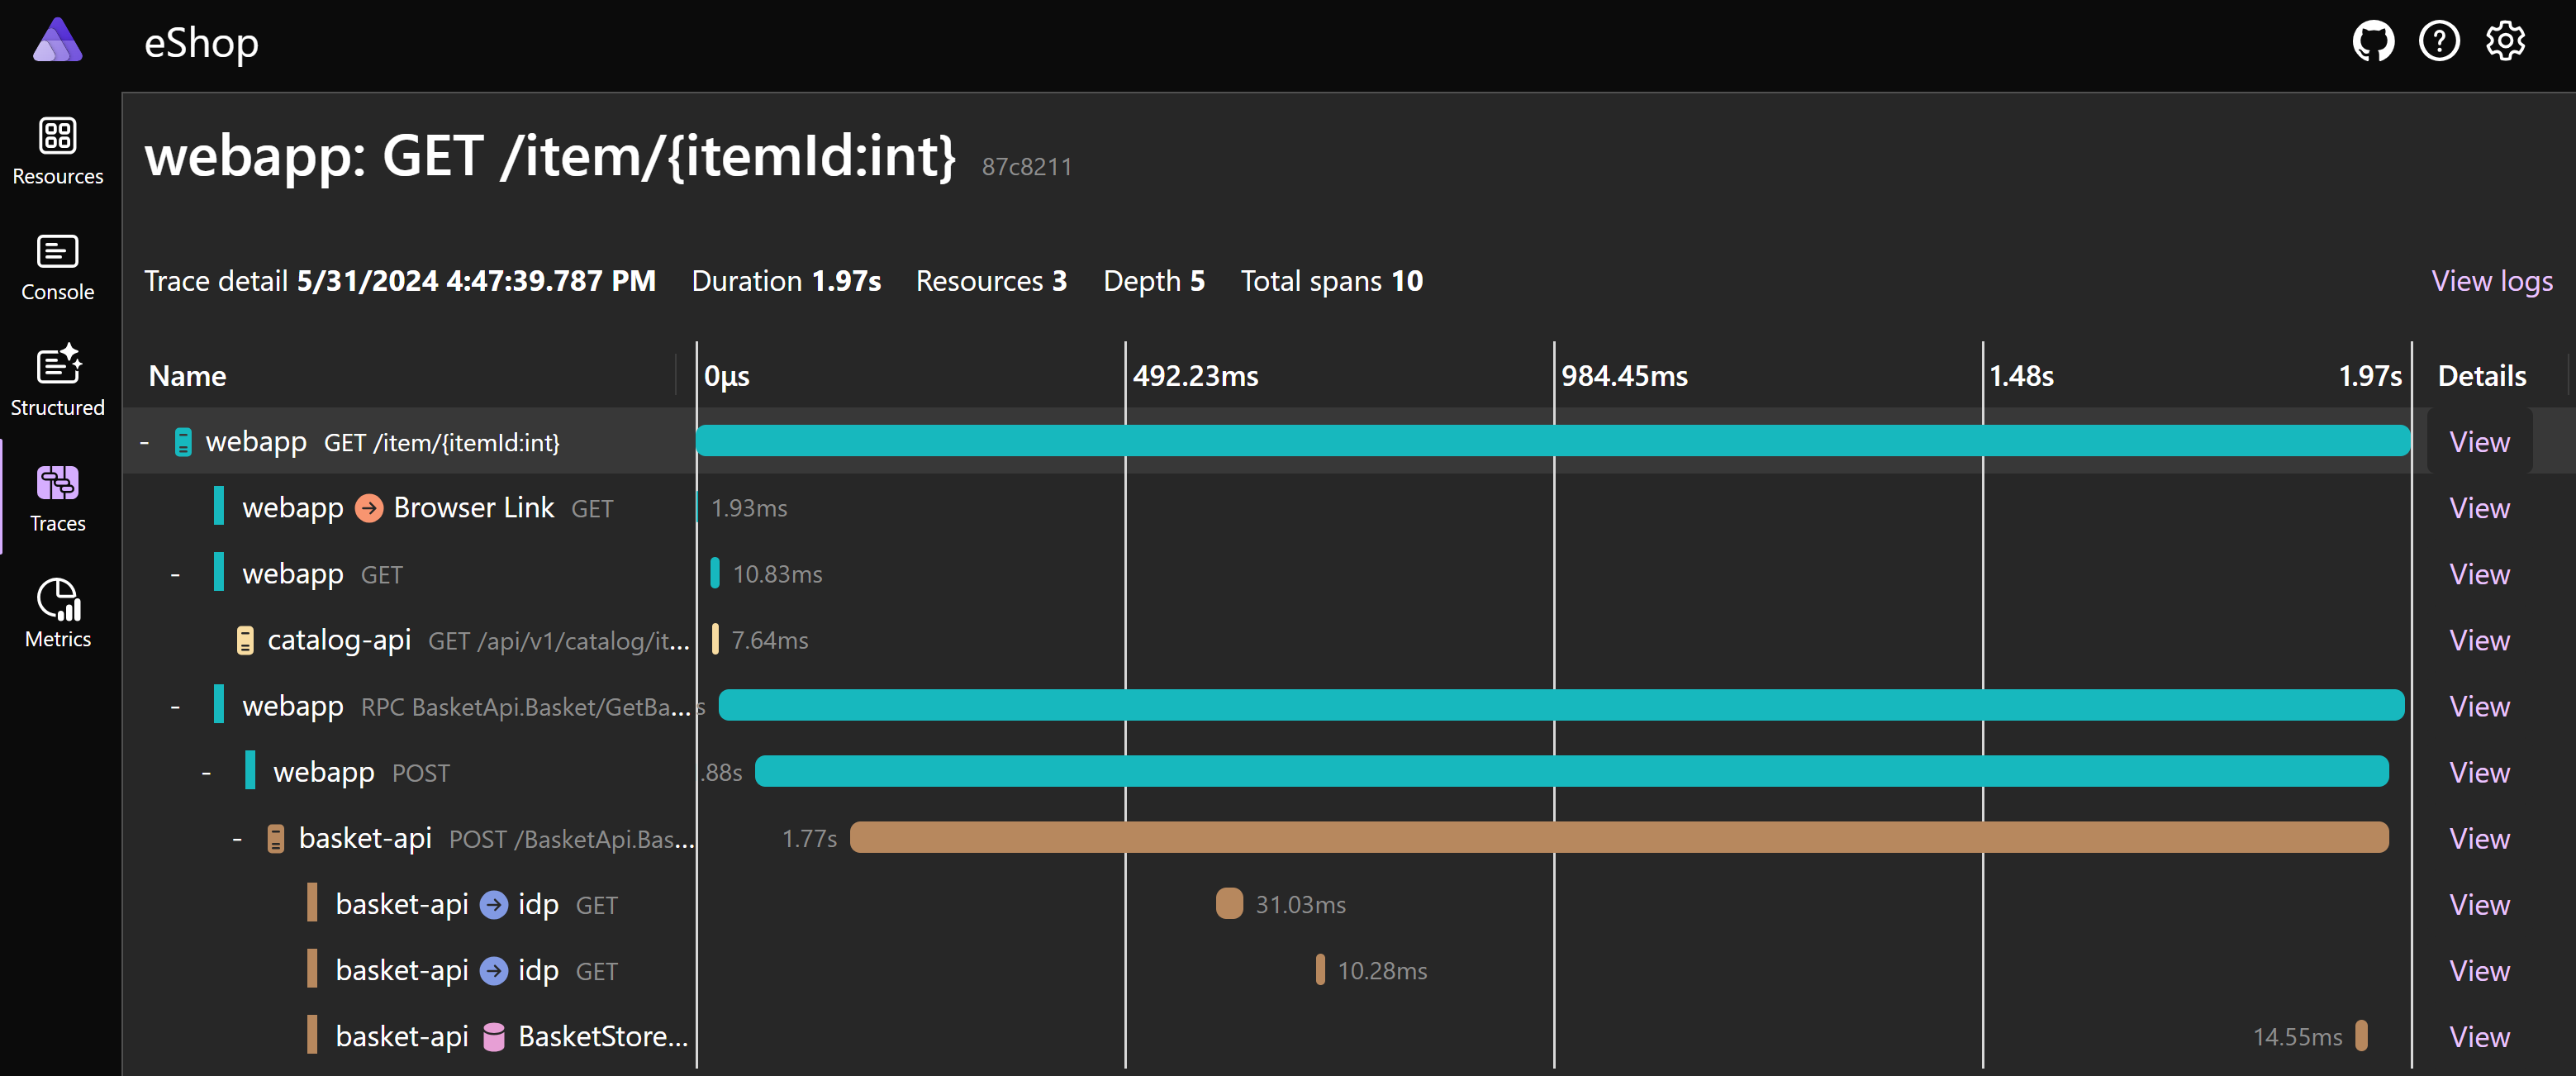 eShop
Resources
Console
Structured
Traces
Metrics
webapp: GET /item/{itemId:int} 87c8211
Trace detail 5/31/2024 4:47:39.787 PM Duration 1.97s Resources 3 Depth 5 Total spans 10 View logs
Name 0µs 492.23ms 984.45ms 1.48s 1.97s Details
- webapp GET /item/{itemId:int} View
webapp Browser Link GET 1.93ms View
- webapp GET 10.83ms View
catalog-api GET /api/v1/catalog/it... 7.64ms View
- webapp RPC BasketApi.Basket/GetBa... s View
- webapp POST .88s View
- basket-api POST /BasketApi.Bas... 1.77s View
basket-api idp GET 31.03ms View
basket-api idp GET 10.28ms View
basket-api BasketStore... 14.55ms View